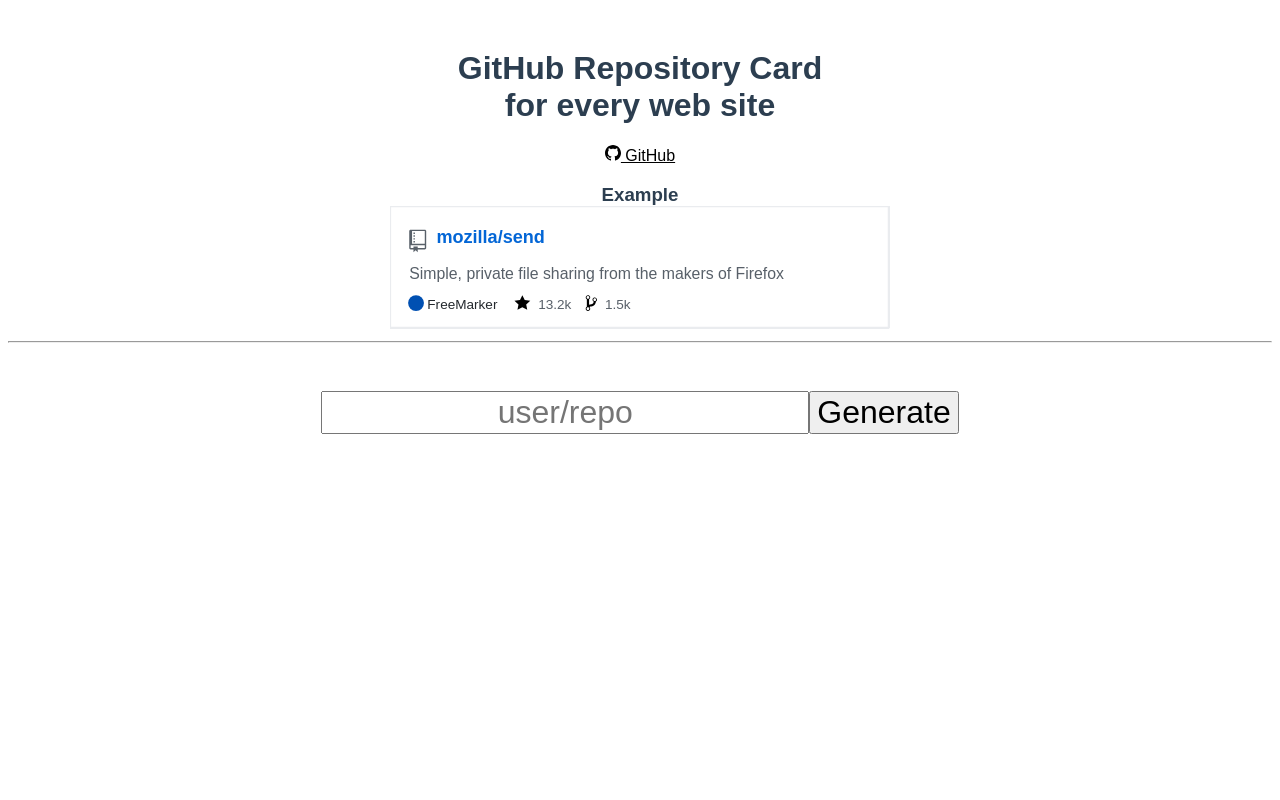 GitHub Repository Card
for every web site
GitHub
Example
mozilla/send
Simple, private file sharing from the makers of Firefox
FreeMarker 13.2k 1.5k
user/repo Generate